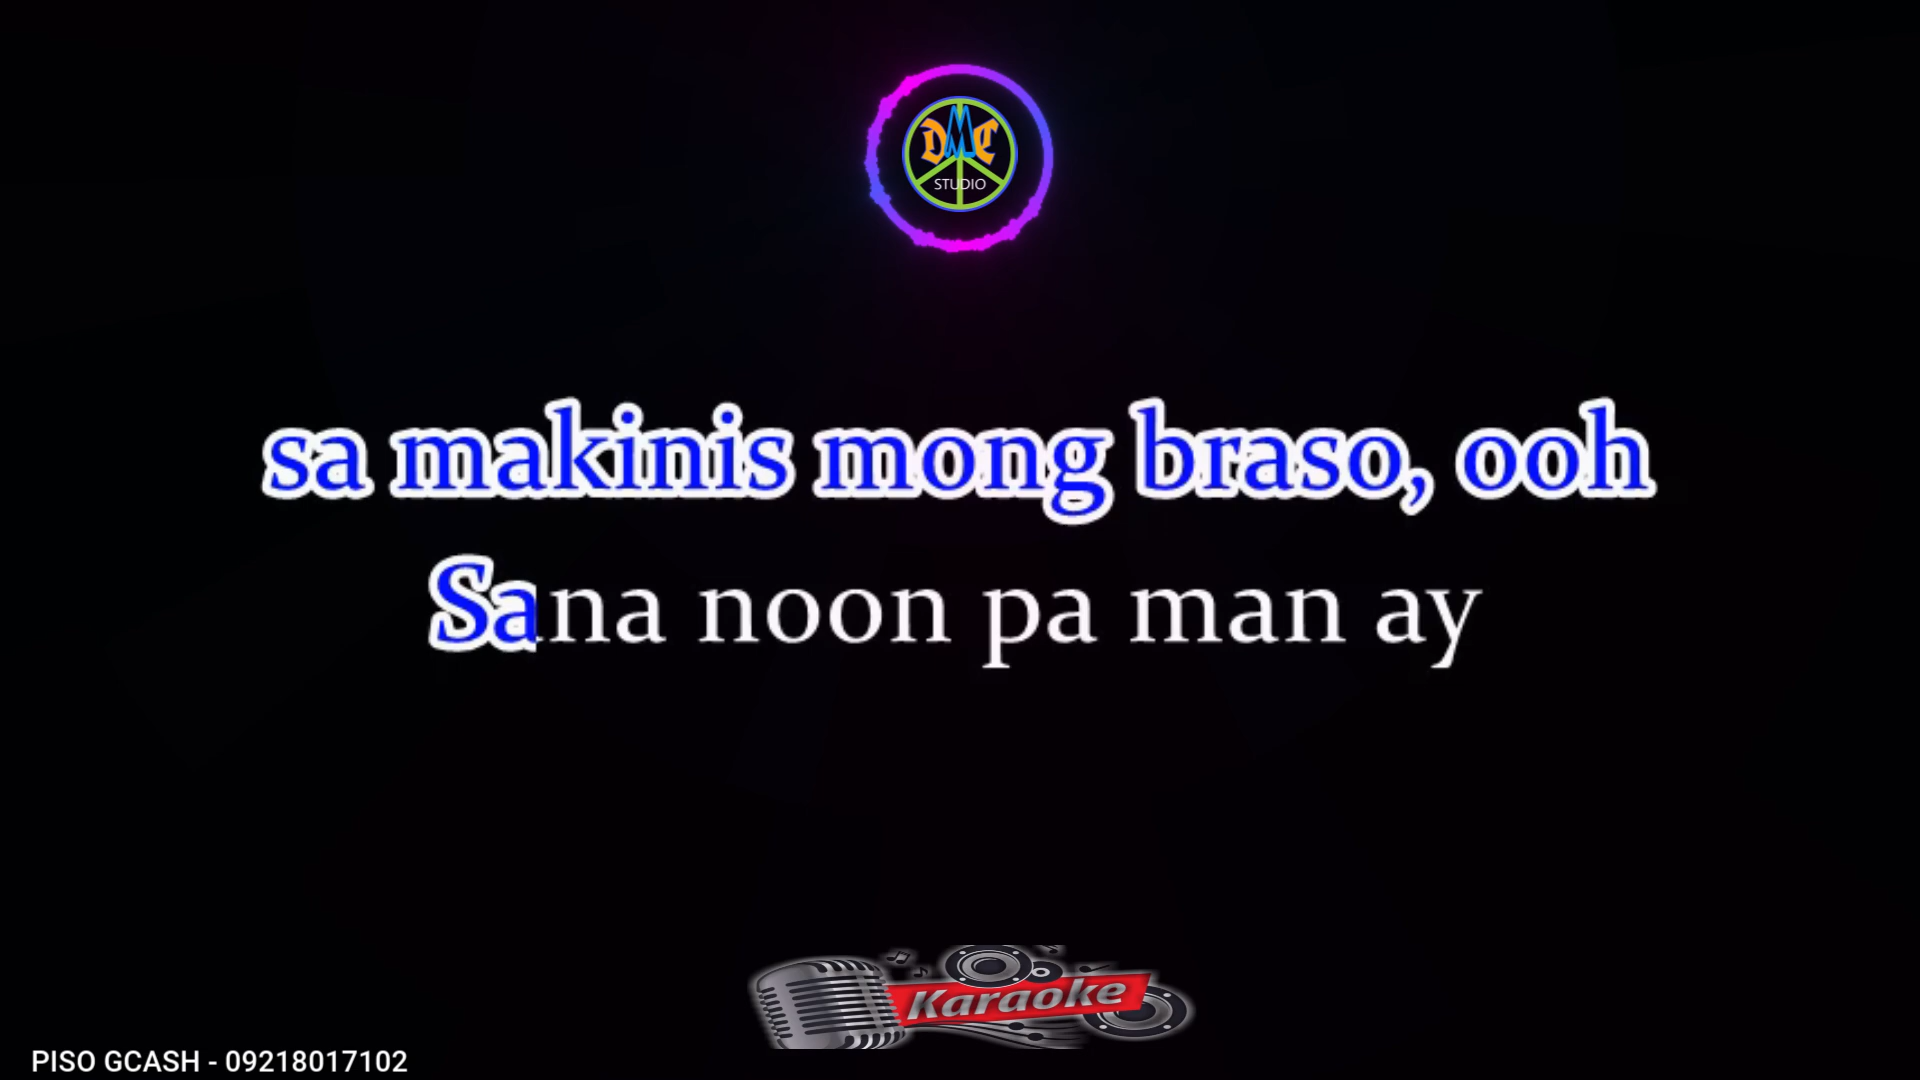 DMC
STUDIO
sa makinis mong braso, ooh
Sana noon pa man ay
Karaoke
PISO GCASH - 09218017102